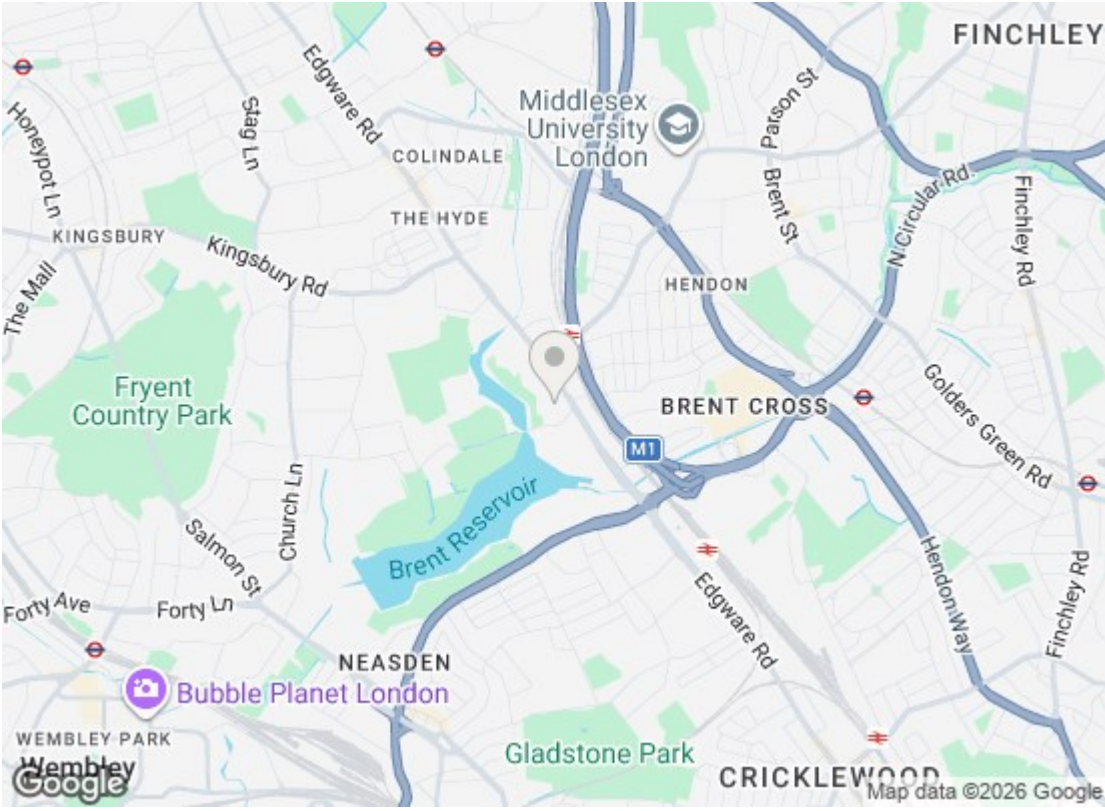 FINCHLEY
Edgware Rd
Honeypot Ln
Stag Ln
Middlesex
University
London
Parson St
COLINDALE
N Circular Rd
Brent St
Finchley Rd
THE HYDE
KINGSBURY
Kingsbury Rd
The Mall
HENDON
Fryent
Country Park
BRENT CROSS
Golders Green Rd
M1
Church Ln
Brent Reservoir
Salmon St
Hendon Way
Finchley Rd
Forty Ave
Forty Ln
Edgware Rd
NEASDEN
Bubble Planet London
WEMBLEY PARK
Wembley
Gladstone Park
CRICKLEWOOD
Google
Map data ©2026 Google